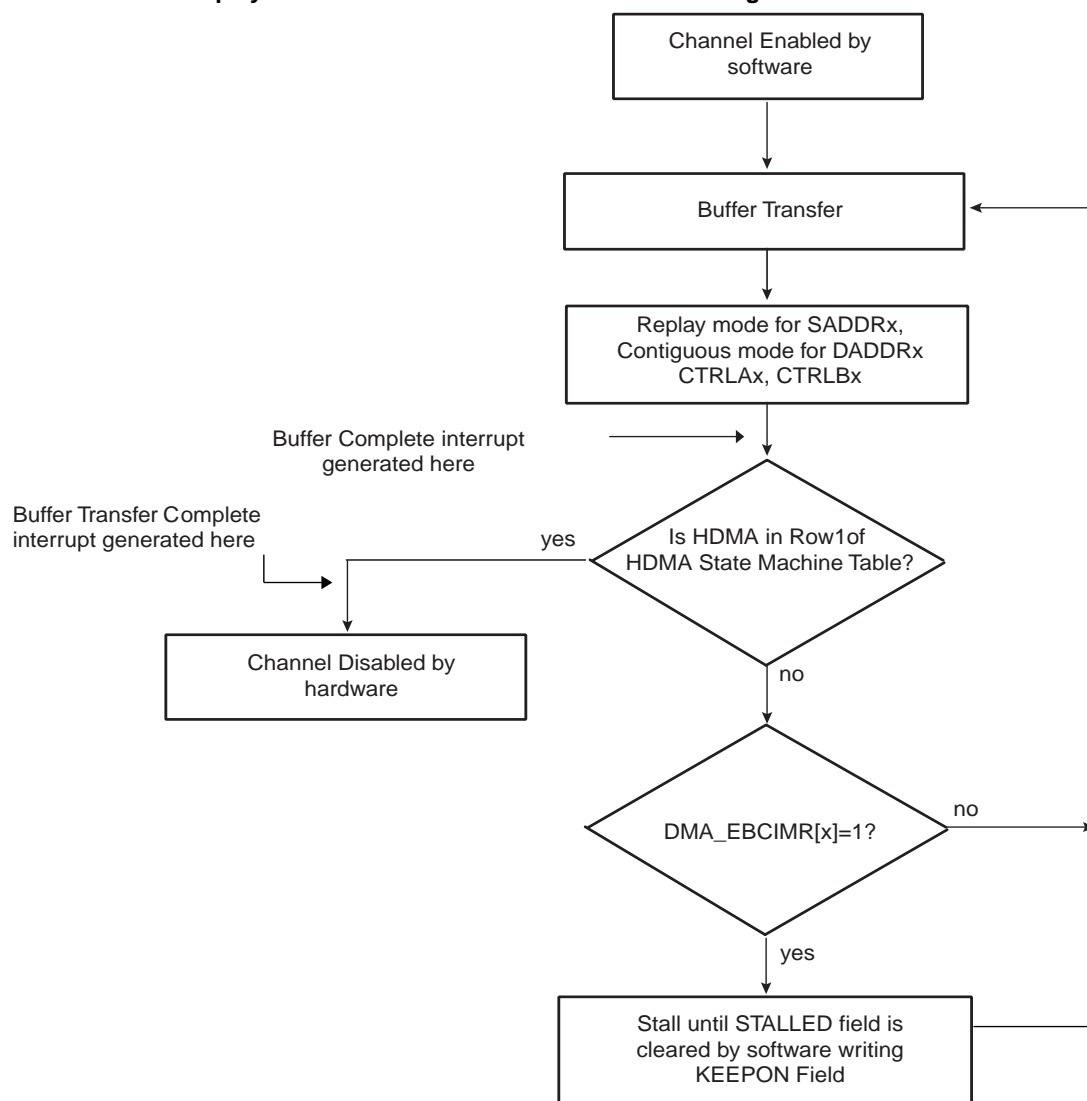 Channel Enabled by
software
Buffer Transfer
Replay mode for SADDRx,
Contiguous mode for DADDRx
CTRLAx, CTRLBx
Buffer Complete interrupt
generated here
Buffer Transfer Complete
interrupt generated here
yes
Is HDMA in Row1of
HDMA State Machine Table?
Channel Disabled by
hardware
no
DMA_EBCIMR[x]=1?
no
yes
Stall until STALLED field is
cleared by software writing
KEEPON Field